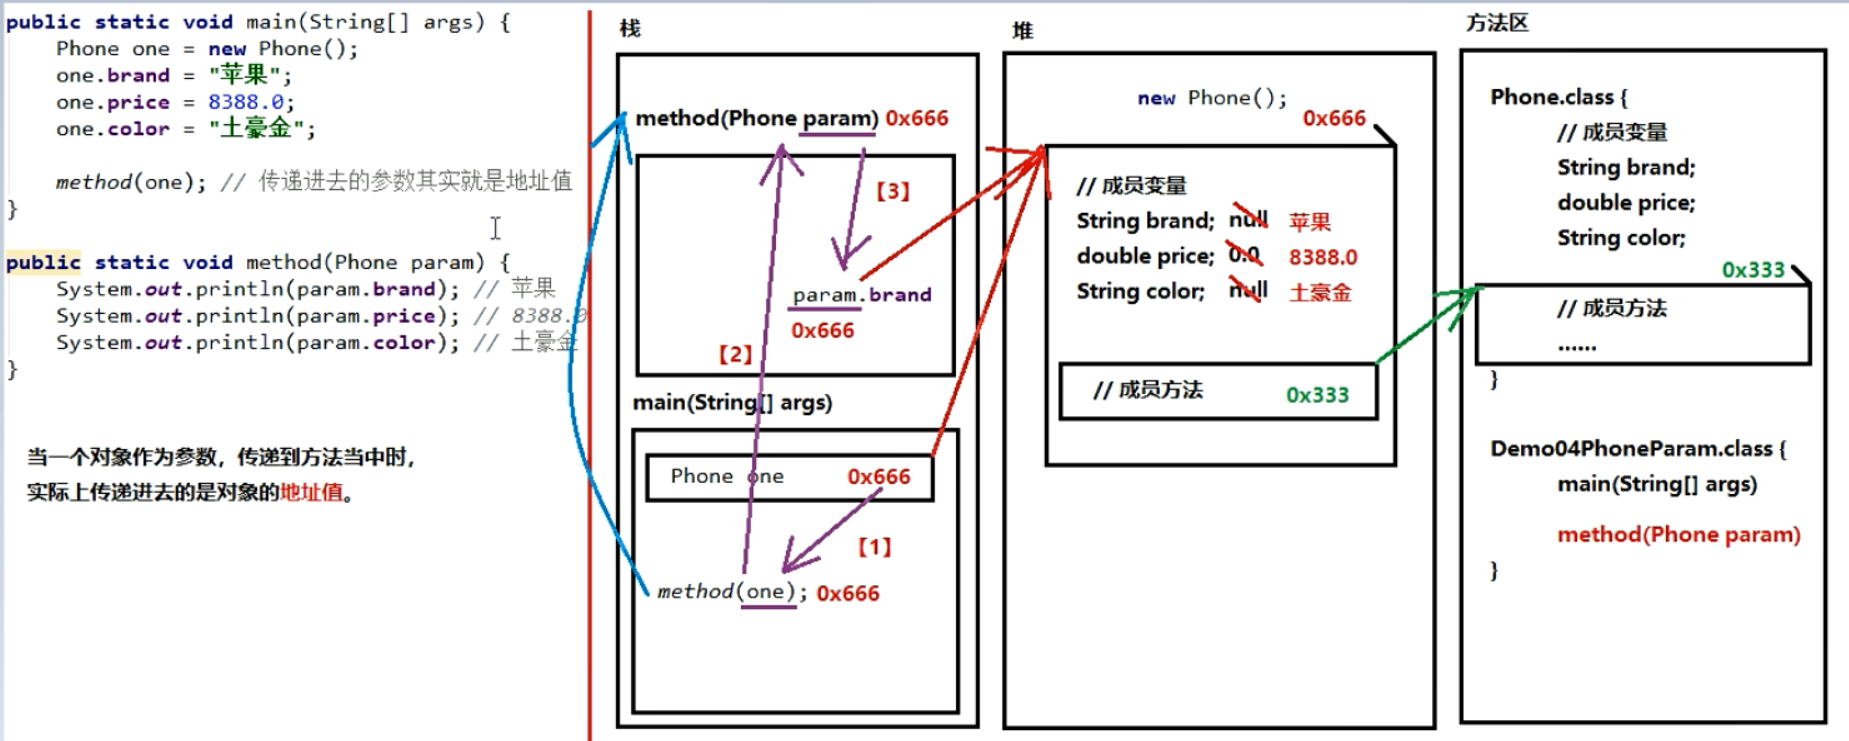 public static void main(String[] args) {
Phone one = new Phone();
one.brand = "苹果";
one.price = 8388.0;
one.color = "土豪金";
method(one); // 传递进去的参数其实就是地址值
}
public static void method(Phone param) {
System.out.println(param.brand); // 苹果
System.out.println(param.price); // 8388.0
System.out.println(param.color); // 土豪金
}
当一个对象作为参数，传递到方法当中时，
实际上传递进去的是对象的地址值。
栈
method(Phone param) 0x666
【3】
param.brand
0x666
【2】
main(String[] args)
Phone one 0x666
【1】
method(one); 0x666
堆
new Phone();
0x666
// 成员变量
String brand; null 苹果
double price; 0.0 8388.0
String color; null 土豪金
// 成员方法 0x333
方法区
Phone.class {
// 成员变量
String brand;
double price;
String color;
0x333
// 成员方法
......
}
Demo04PhoneParam.class {
main(String[] args)
method(Phone param)
}